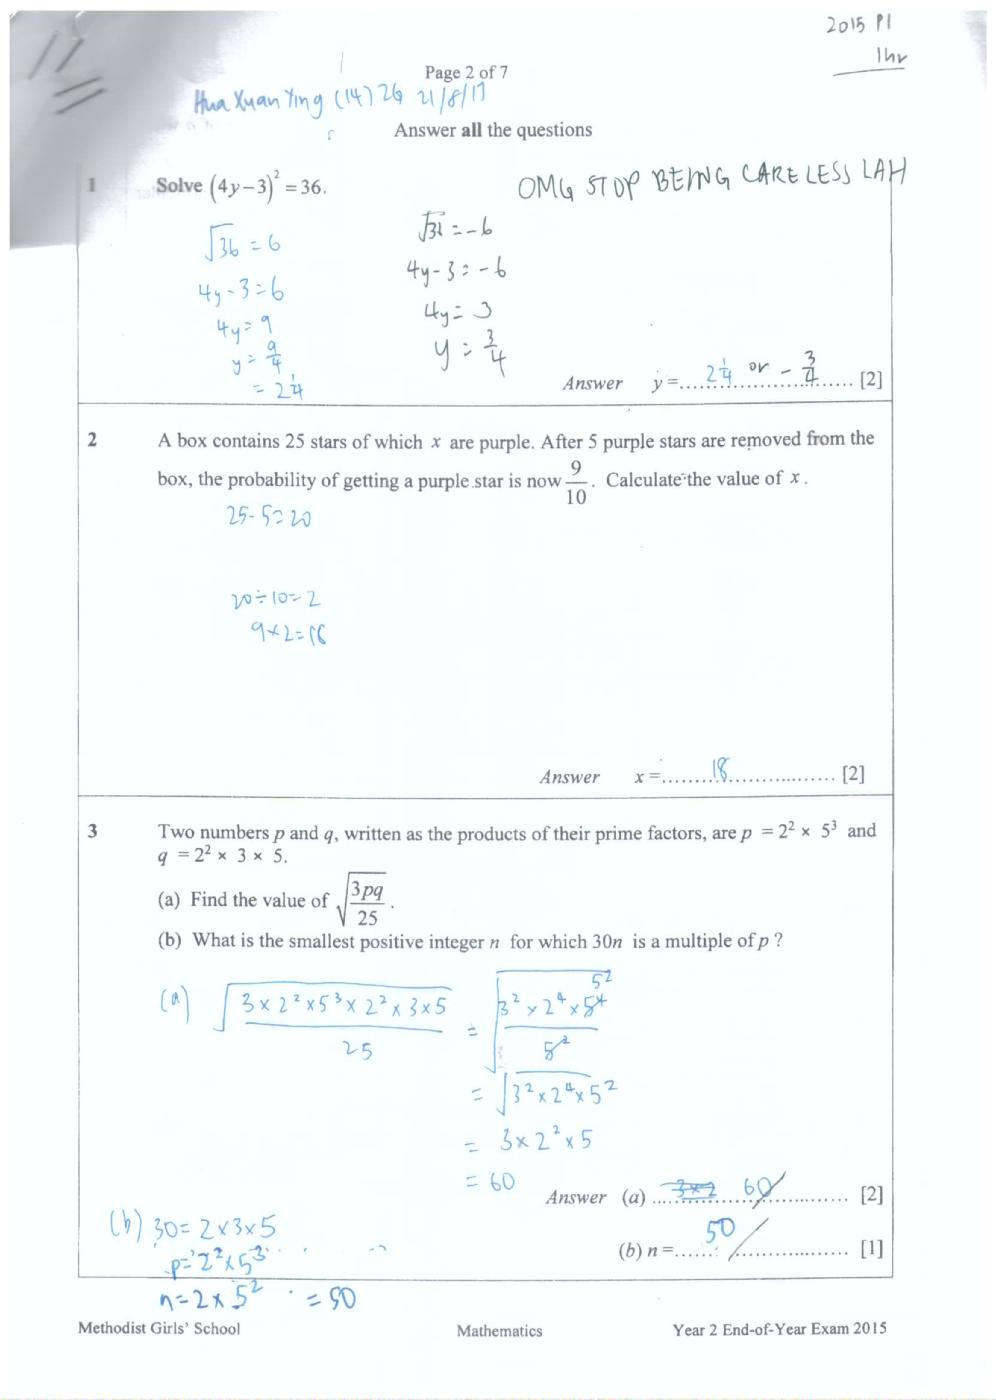 2015 P1
1hr
Page 2 of 7
Hua Xuan Ying (14) 2G 21/8/17
Answer all the questions
1 Solve (4y-3)² = 36.
OMG STOP BEING CARELESS LAH
√36 = 6
4y-3=6
4y=9
y = 9/4
= 2 1/4
= -6
4y-3=-6
4y=3
y = 3/4
Answer y =.... 2 1/4 or - 3/4 .... [2]
2 A box contains 25 stars of which x are purple. After 5 purple stars are removed from the
box, the probability of getting a purple star is now 9/10. Calculate the value of x.
25-5=20
20÷10=2
9×2=18
Answer x =........18................ [2]
3 Two numbers p and q, written as the products of their prime factors, are p = 2² × 5³ and
q = 2² × 3 × 5.
(a) Find the value of √(3pq/25).
(b) What is the smallest positive integer n for which 30n is a multiple of p ?
(a) √(3×2²×5³×2²×3×5 / 25) = √(3²×2⁴×5⁴ 5² / 5²)
= √3²×2⁴×5²
= 3×2²×5
= 60
Answer (a) .... 3×2 60 ............ [2]
(b) 30 = 2×3×5
50
(b) n =.................... [1]
p=2²×5³
n=2×5² = 50
Methodist Girls' School Mathematics Year 2 End-of-Year Exam 2015